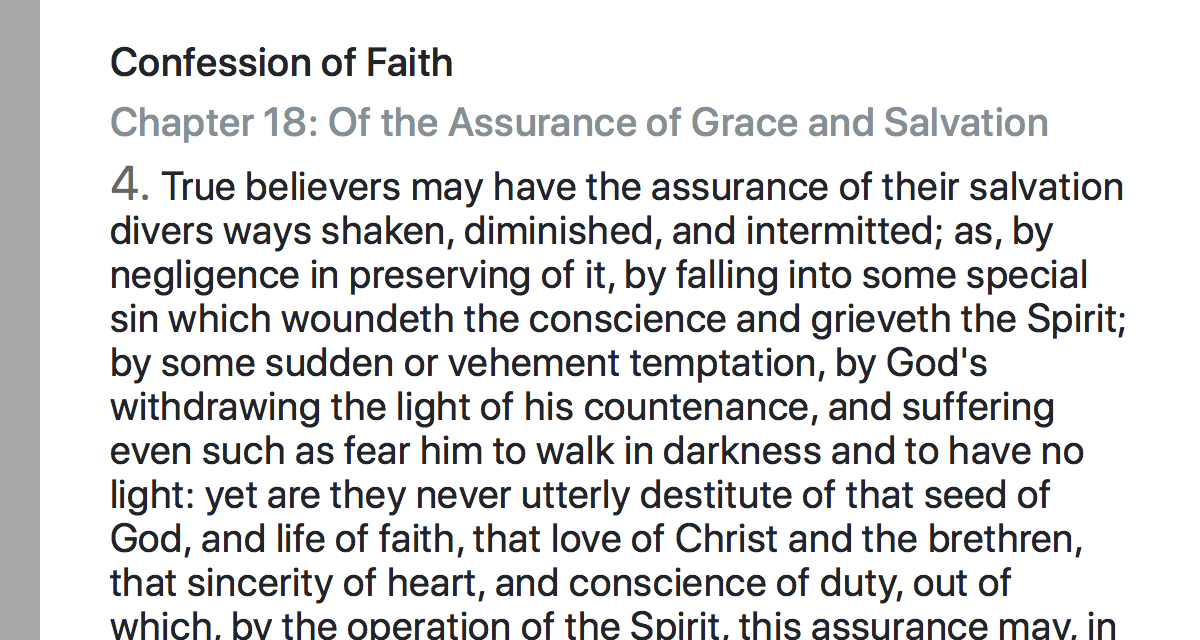 Confession of Faith
Chapter 18: Of the Assurance of Grace and Salvation
4. True believers may have the assurance of their salvation
divers ways shaken, diminished, and intermitted; as, by
negligence in preserving of it, by falling into some special
sin which woundeth the conscience and grieveth the Spirit;
by some sudden or vehement temptation, by God's
withdrawing the light of his countenance, and suffering
even such as fear him to walk in darkness and to have no
light: yet are they never utterly destitute of that seed of
God, and life of faith, that love of Christ and the brethren,
that sincerity of heart, and conscience of duty, out of
which, by the operation of the Spirit, this assurance may, in